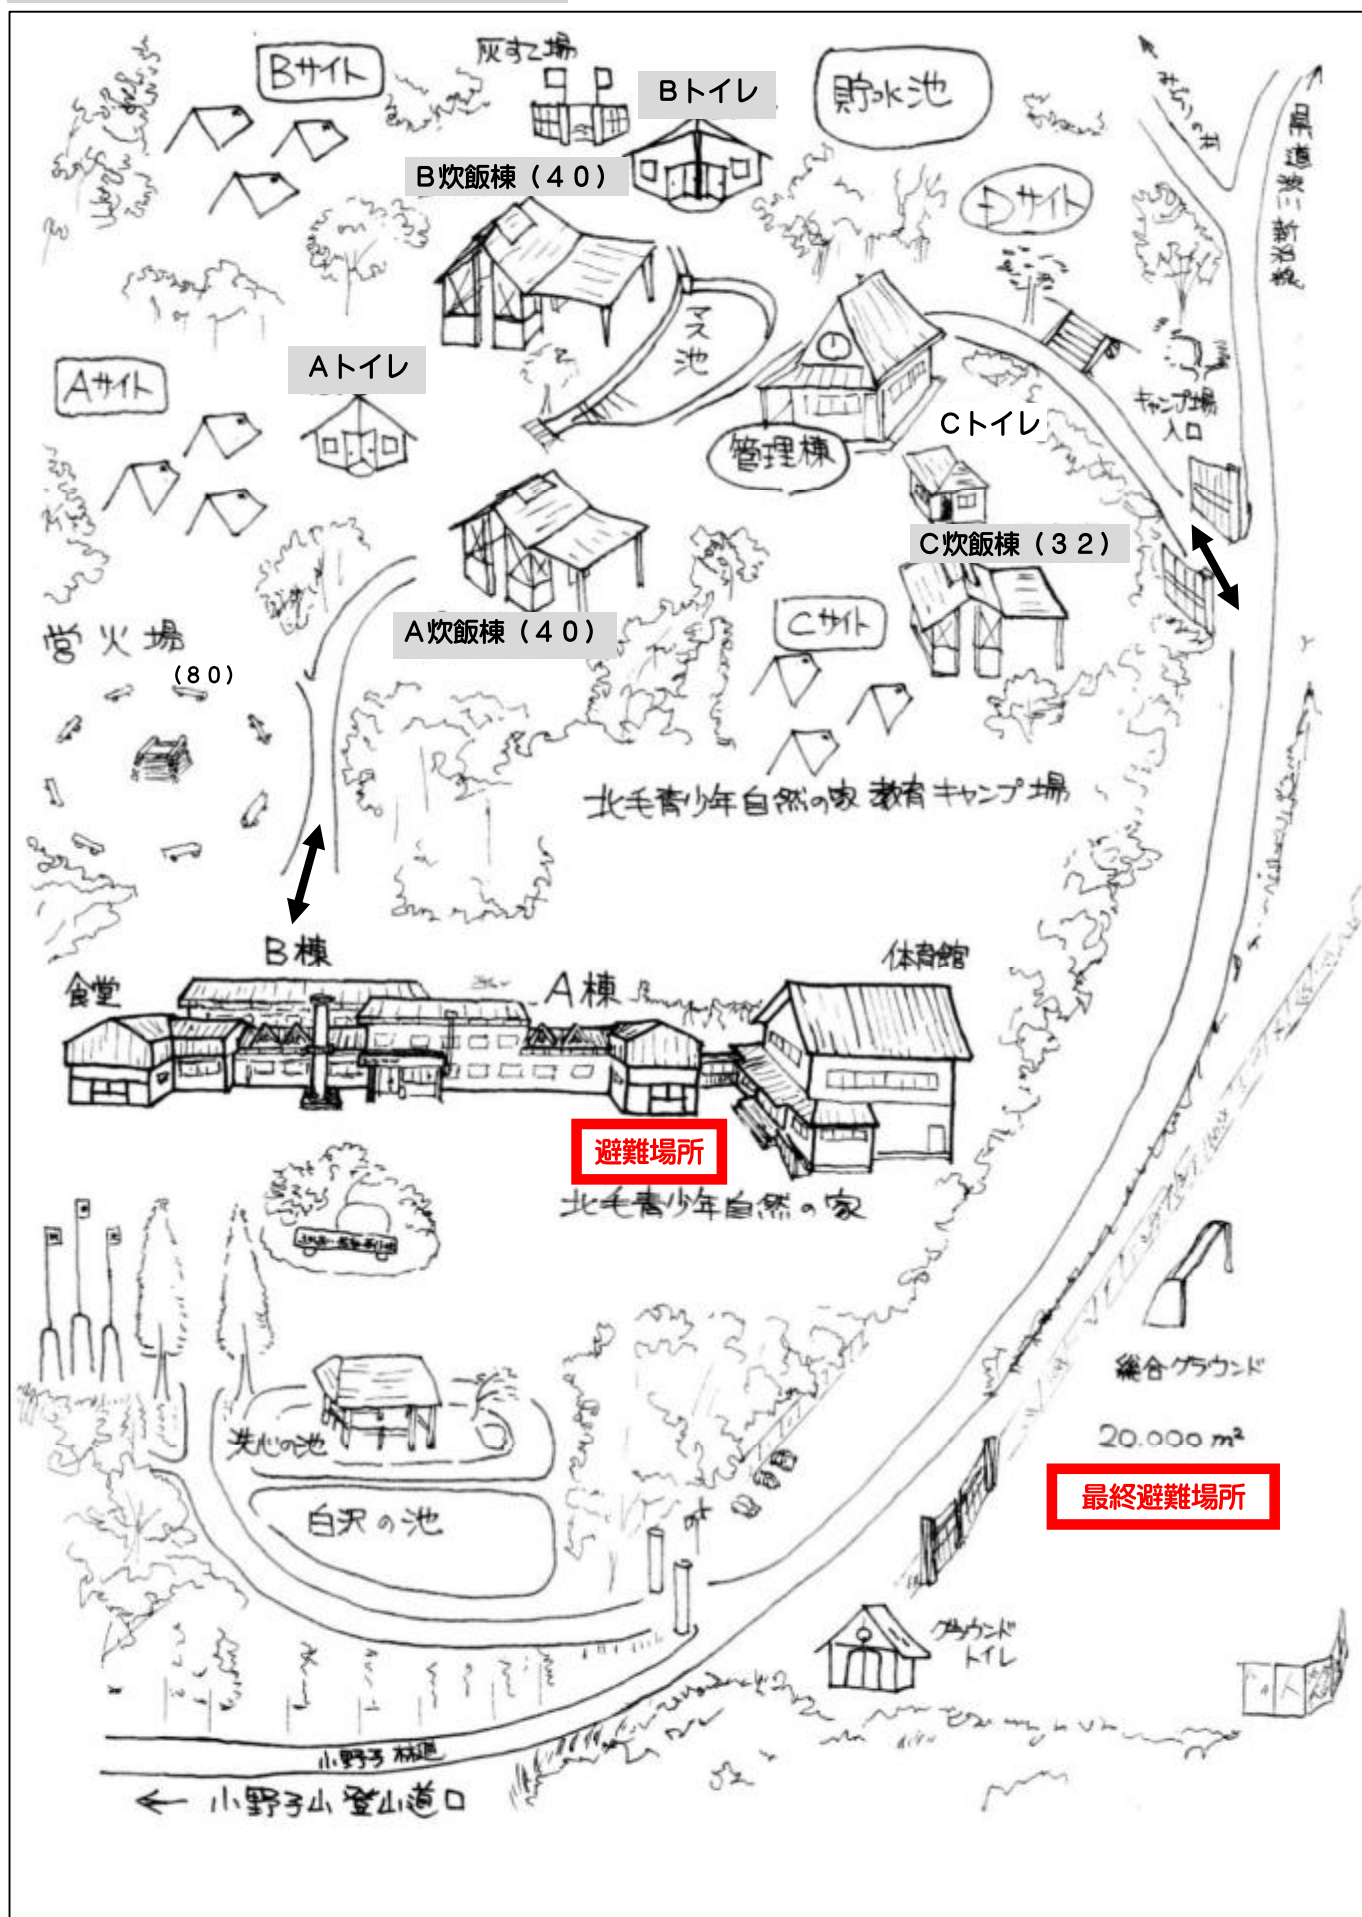 Bサイト
灰すて場
Bトイレ
貯水池
県道渋川新治線
B炊飯棟（４０）
Dサイト
マス池
Aトイレ
Aサイト
キャンプ場
入口
Cトイレ
管理棟
C炊飯棟（３２）
A炊飯棟（４０）
Cサイト
営火場
(８０)
北毛青少年自然の家 教育キャンプ場
B棟
A棟
体育館
食堂
避難場所
北毛青少年自然の家
総合グラウンド
20.000m²
最終避難場所
洗心の池
白沢の池
グラウンド
トイレ
小野子林道
← 小野子山登山道口